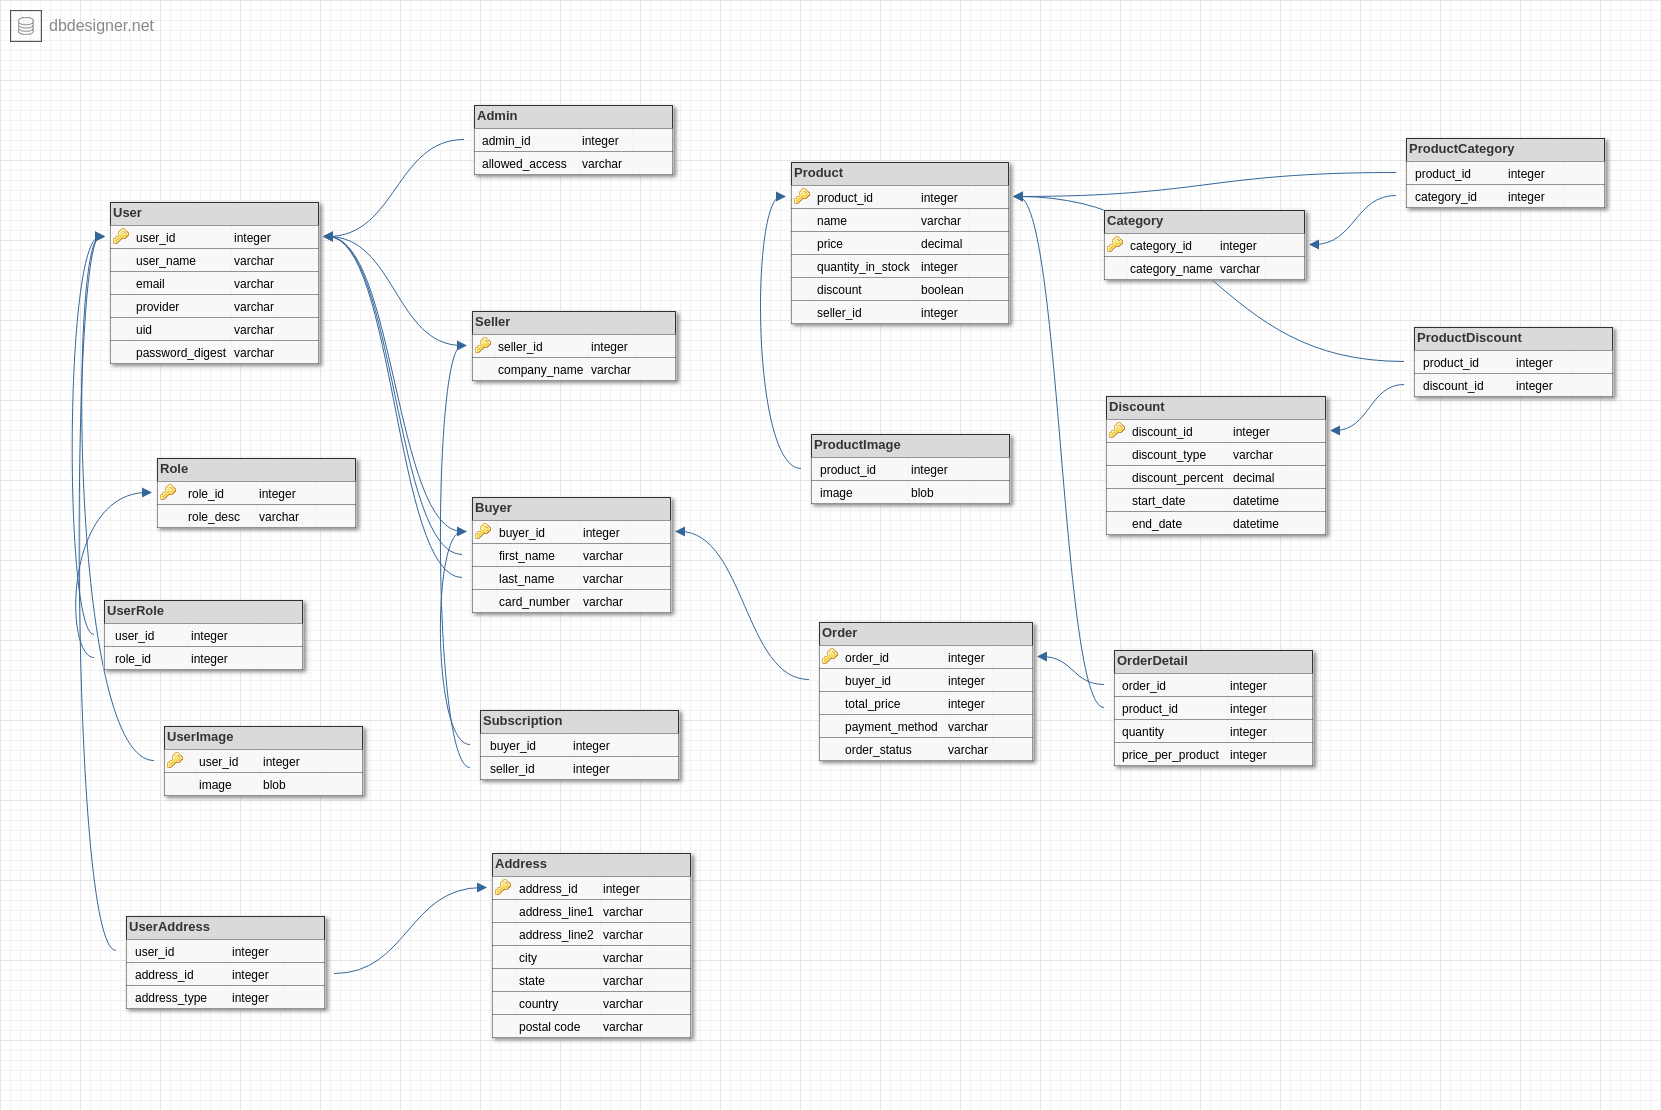 dbdesigner.net
Admin
admin_id integer
allowed_access varchar
User
user_id integer
user_name varchar
email varchar
provider varchar
uid varchar
password_digest varchar
Seller
seller_id integer
company_name varchar
Role
role_id integer
role_desc varchar
Buyer
buyer_id integer
first_name varchar
last_name varchar
card_number varchar
UserRole
user_id integer
role_id integer
UserImage
user_id integer
image blob
Subscription
buyer_id integer
seller_id integer
UserAddress
user_id integer
address_id integer
address_type integer
Address
address_id integer
address_line1 varchar
address_line2 varchar
city varchar
state varchar
country varchar
postal code varchar
Product
product_id integer
name varchar
price decimal
quantity_in_stock integer
discount boolean
seller_id integer
ProductImage
product_id integer
image blob
Order
order_id integer
buyer_id integer
total_price integer
payment_method varchar
order_status varchar
ProductCategory
product_id integer
category_id integer
Category
category_id integer
category_name varchar
ProductDiscount
product_id integer
discount_id integer
Discount
discount_id integer
discount_type varchar
discount_percent decimal
start_date datetime
end_date datetime
OrderDetail
order_id integer
product_id integer
quantity integer
price_per_product integer